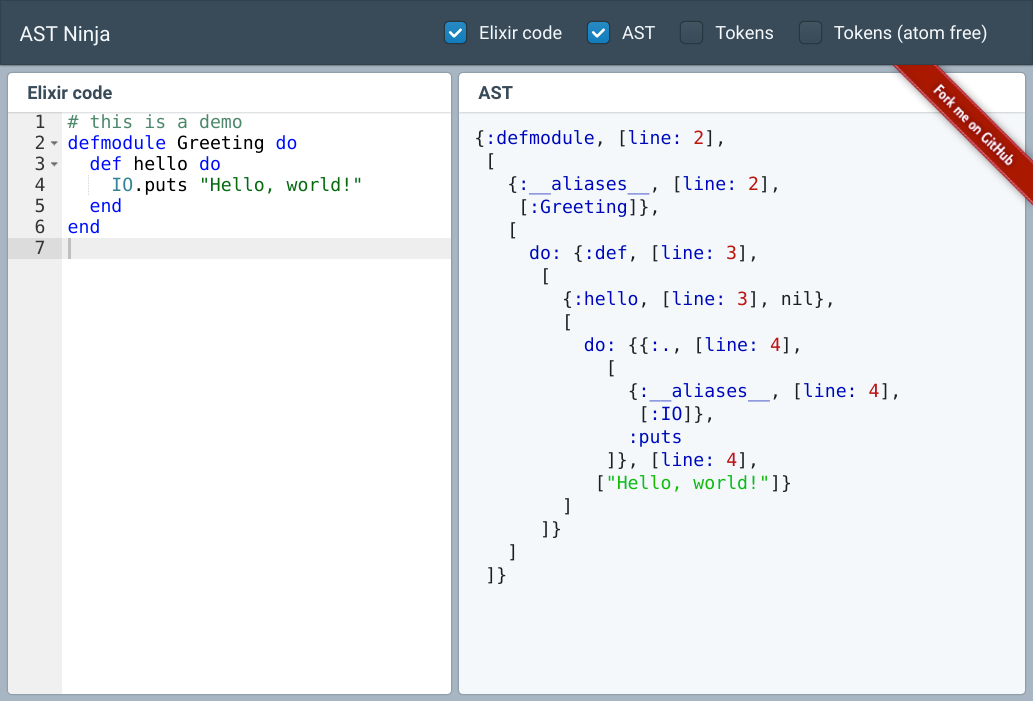 AST Ninja
Elixir code
AST
Tokens
Tokens (atom free)
Fork me on GitHub
Elixir code
1 # this is a demo
2 defmodule Greeting do
3   def hello do
4     IO.puts "Hello, world!"
5   end
6 end
7
AST
{:defmodule, [line: 2],
 [
   {:__aliases__, [line: 2],
    [:Greeting]},
   [
     do: {:def, [line: 3],
      [
        {:hello, [line: 3], nil},
        [
          do: {{:., [line: 4],
            [
              {:__aliases__, [line: 4],
               [:IO]},
              :puts
            ]}, [line: 4],
           ["Hello, world!"]}
        ]
      ]}
   ]
 ]}